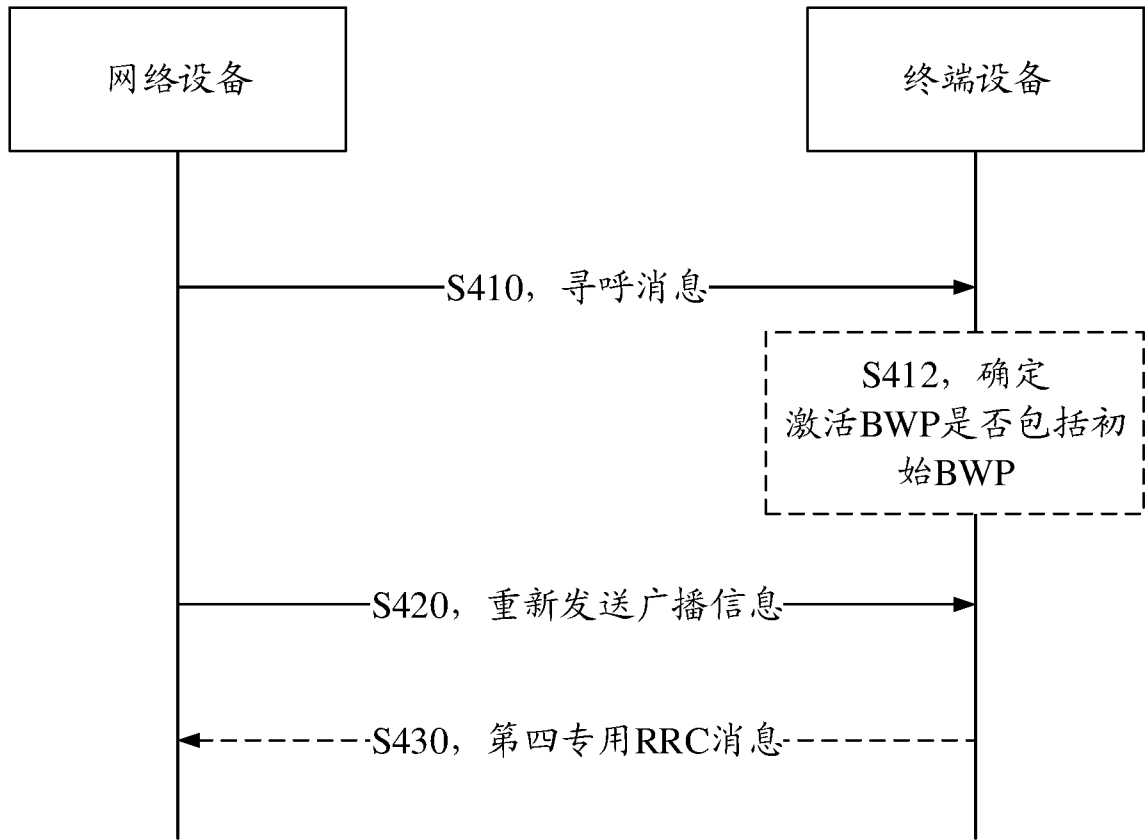 网络设备
终端设备
S410，寻呼消息
S412，确定
激活BWP是否包括初
始BWP
S420，重新发送广播信息
S430，第四专用RRC消息